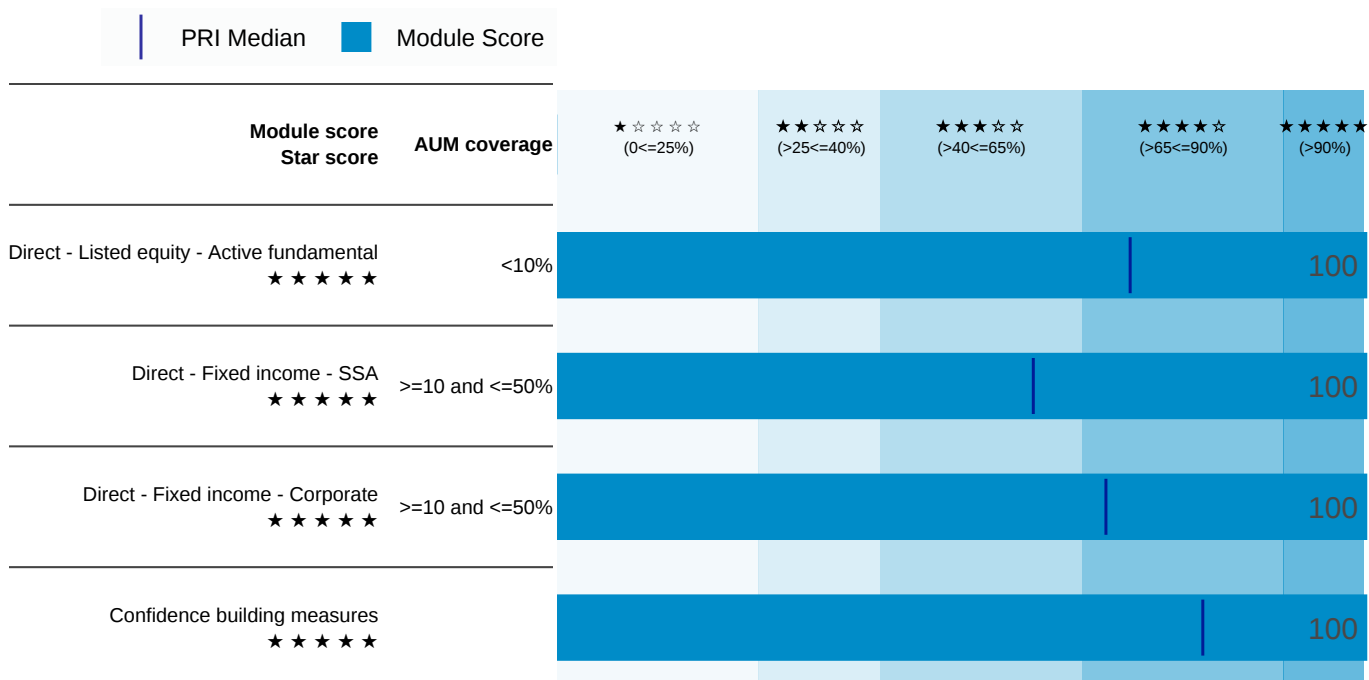 PRI Median Module Score
Module score
Star score
AUM coverage
★☆☆☆☆
(0<=25%)
★★☆☆☆
(>25<=40%)
★★★☆☆
(>40<=65%)
★★★★☆
(>65<=90%)
★★★★★
(>90%)
Direct - Listed equity - Active fundamental
★★★★★
<10%
100
Direct - Fixed income - SSA
★★★★★
>=10 and <=50%
100
Direct - Fixed income - Corporate
★★★★★
>=10 and <=50%
100
Confidence building measures
★★★★★
100